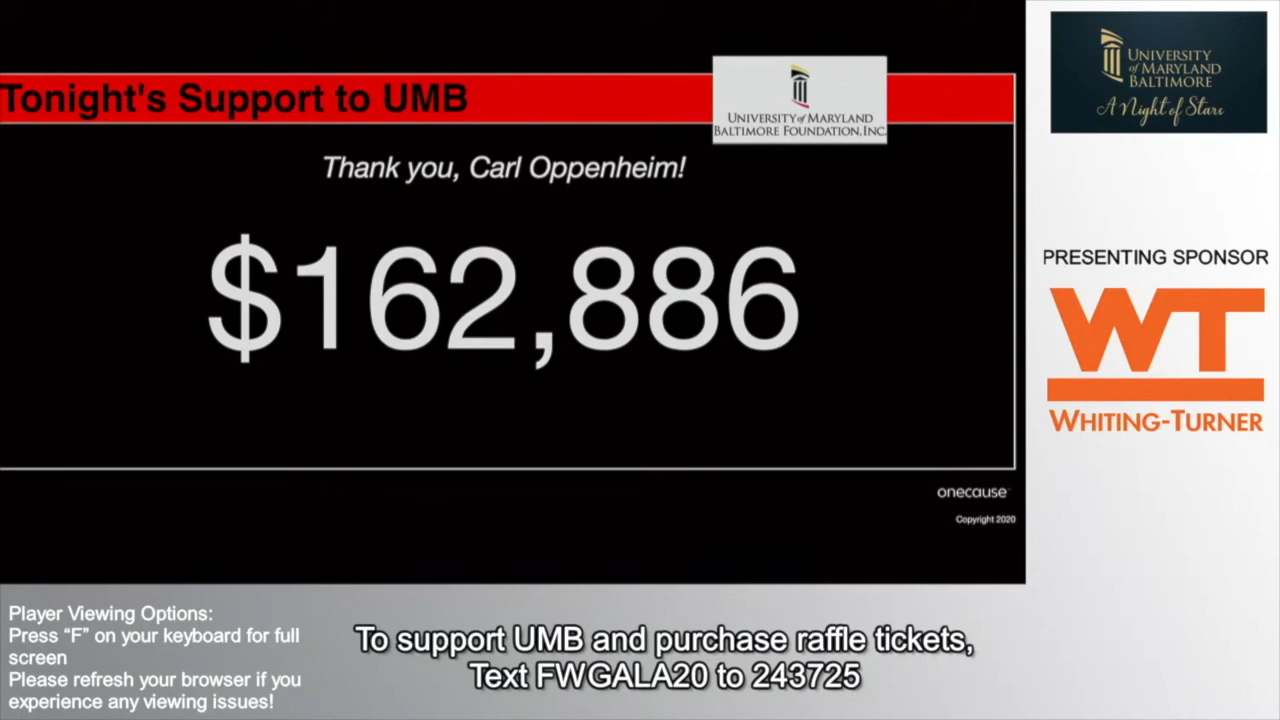 Tonight's Support to UMB
UNIVERSITY of MARYLAND
BALTIMORE FOUNDATION, INC.
Thank you, Carl Oppenheim!
$162,886
onecause
Copyright 2020
UNIVERSITY
of MARYLAND
BALTIMORE
A Night of Stars
PRESENTING SPONSOR
WT
WHITING-TURNER
Player Viewing Options:
Press “F” on your keyboard for full
screen
Please refresh your browser if you
experience any viewing issues!
To support UMB and purchase raffle tickets,
Text FWGALA20 to 243725